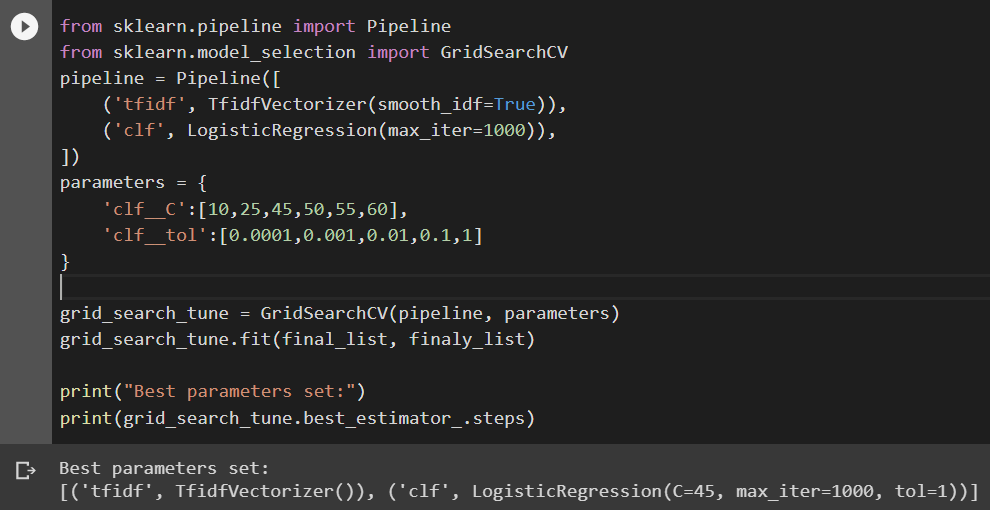 from sklearn.pipeline import Pipeline
from sklearn.model_selection import GridSearchCV
pipeline = Pipeline([
    ('tfidf', TfidfVectorizer(smooth_idf=True)),
    ('clf', LogisticRegression(max_iter=1000)),
])
parameters = {
    'clf__C':[10,25,45,50,55,60],
    'clf__tol':[0.0001,0.001,0.01,0.1,1]
}
grid_search_tune = GridSearchCV(pipeline, parameters)
grid_search_tune.fit(final_list, finaly_list)
print("Best parameters set:")
print(grid_search_tune.best_estimator_.steps)
Best parameters set:
[('tfidf', TfidfVectorizer()), ('clf', LogisticRegression(C=45, max_iter=1000, tol=1))]